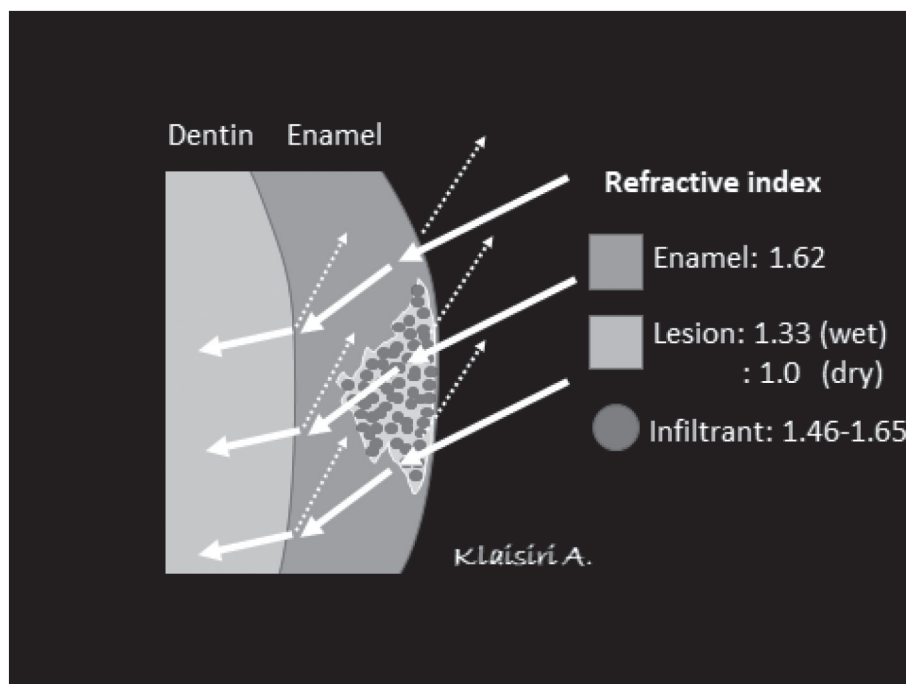 Dentin Enamel
Refractive index
Enamel: 1.62
Lesion: 1.33 (wet)
: 1.0 (dry)
Infiltrant: 1.46-1.65
Klaisiri A.